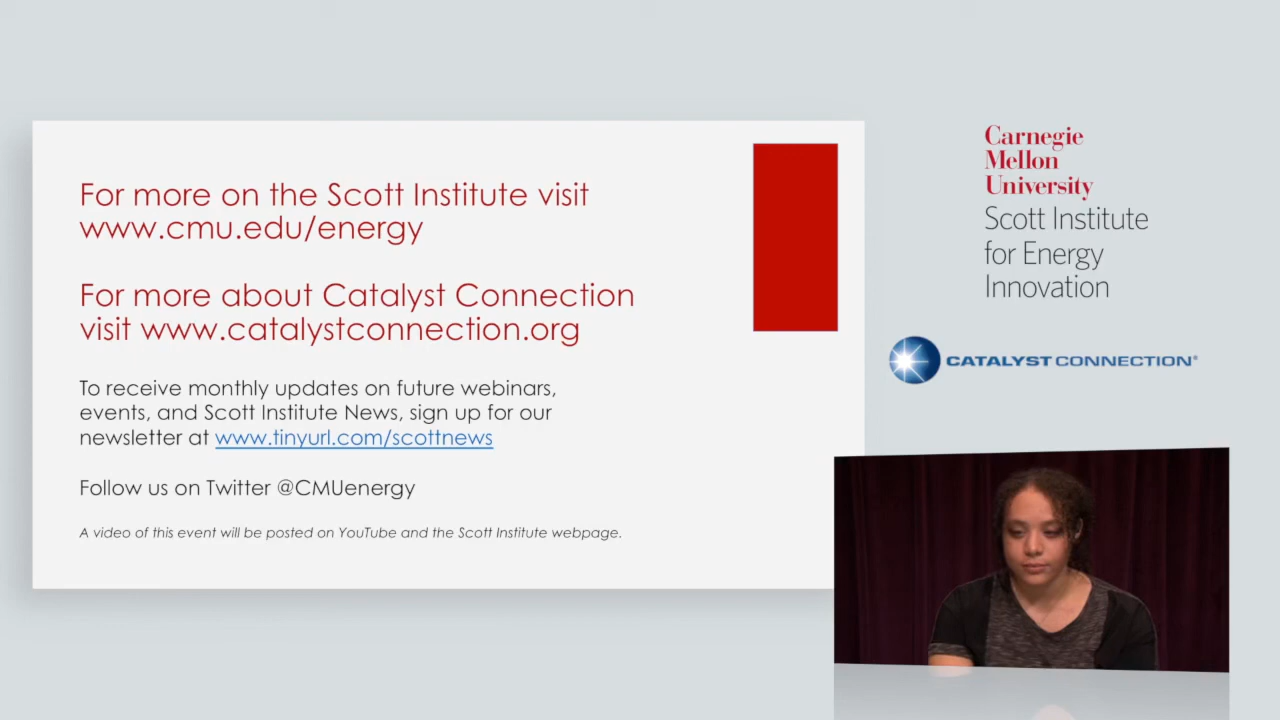 For more on the Scott Institute visit
www.cmu.edu/energy
For more about Catalyst Connection
visit www.catalystconnection.org
To receive monthly updates on future webinars,
events, and Scott Institute News, sign up for our
newsletter at www.tinyurl.com/scottnews
Follow us on Twitter @CMUenergy
A video of this event will be posted on YouTube and the Scott Institute webpage.
Carnegie
Mellon
University
Scott Institute
for Energy
Innovation
CATALYST CONNECTION®